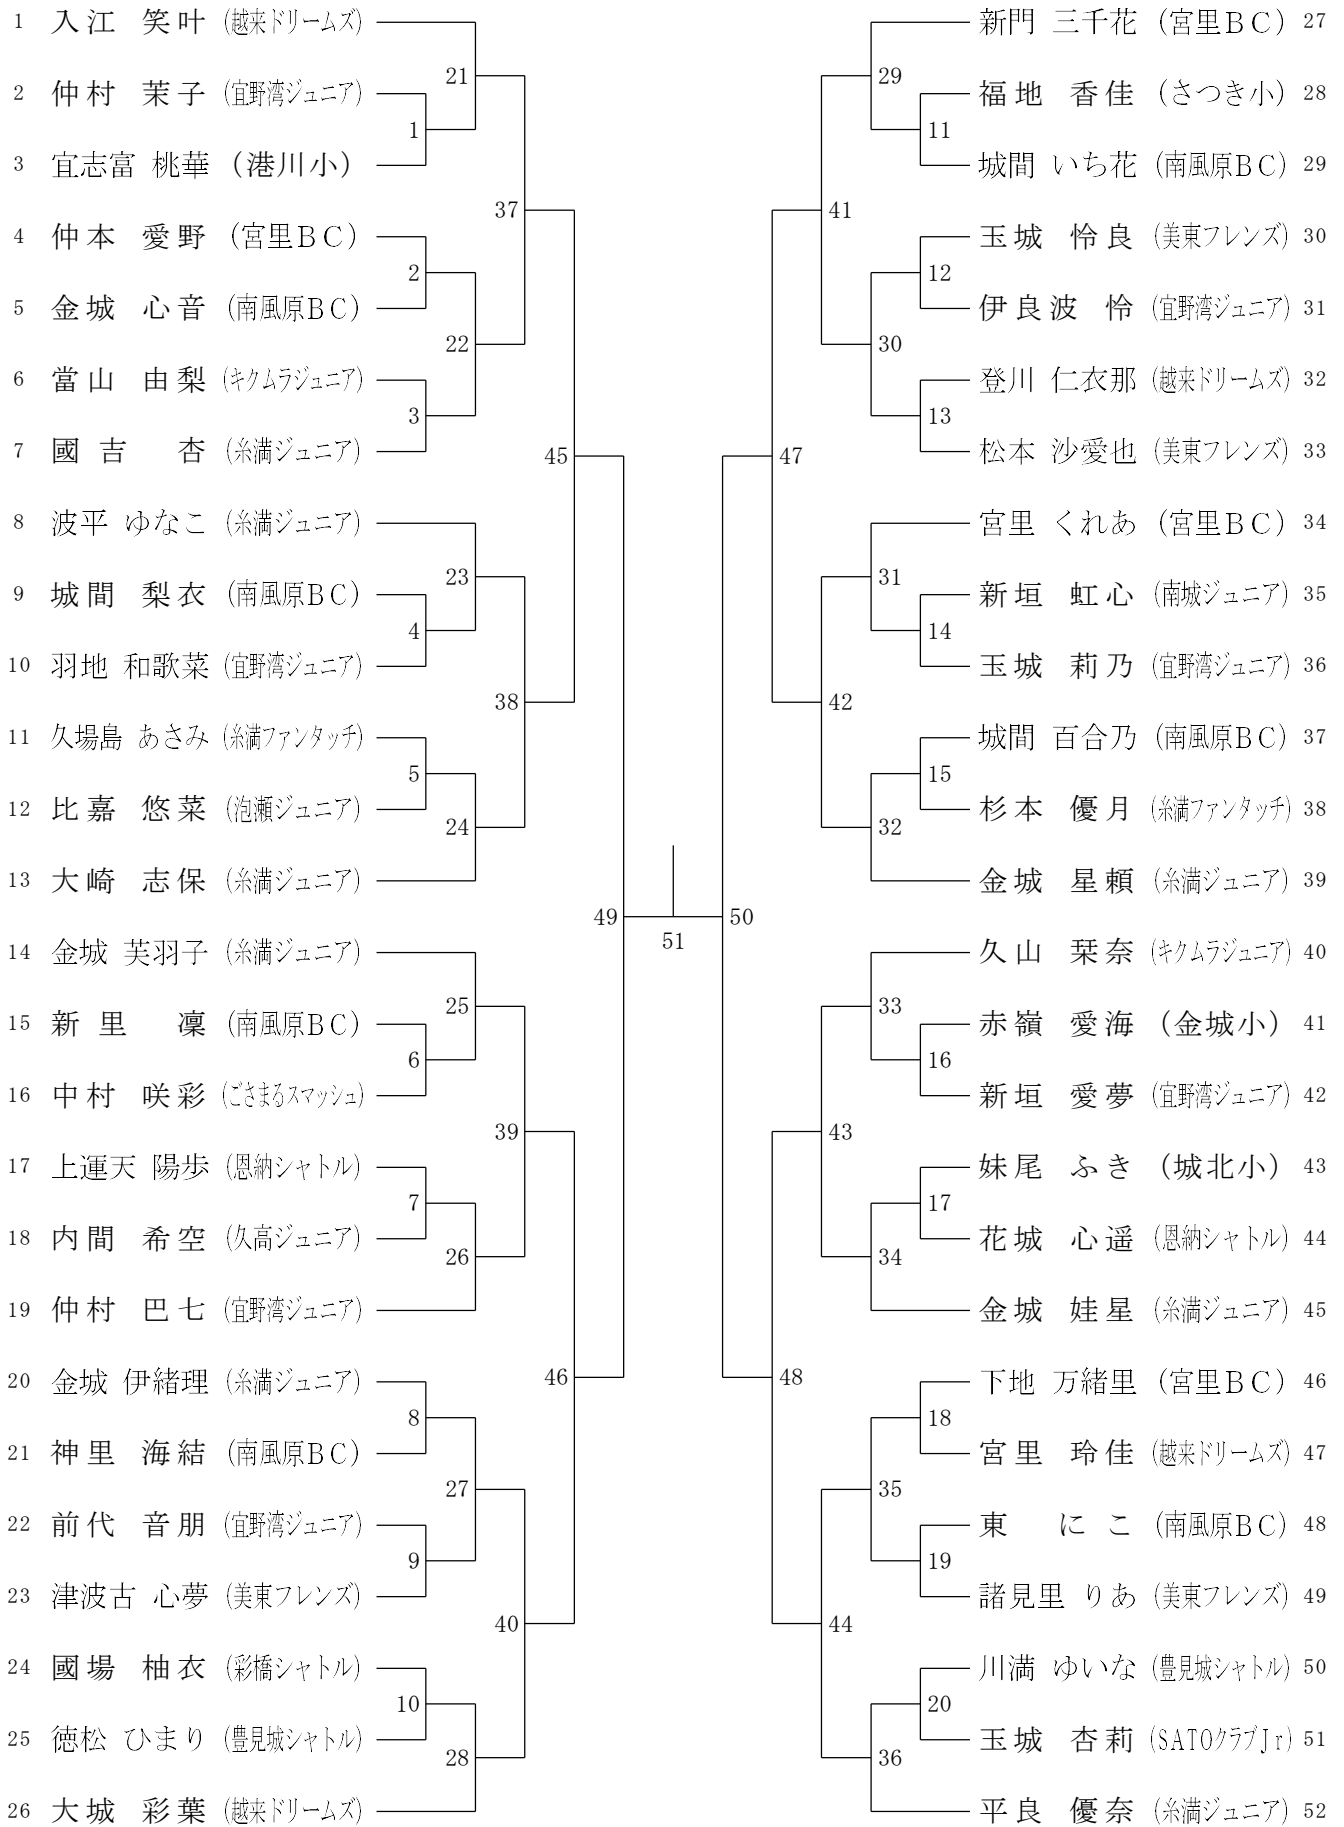 1 入江 笑叶 (越来ドリームズ)
2 仲村 茉子 (宜野湾ジュニア)
3 宜志富 桃華 (港川小)
4 仲本 愛野 (宮里ＢＣ)
5 金城 心音 (南風原ＢＣ)
6 當山 由梨 (キクムラジュニア)
7 國吉 杏 (糸満ジュニア)
8 波平 ゆなこ (糸満ジュニア)
9 城間 梨衣 (南風原ＢＣ)
10 羽地 和歌菜 (宜野湾ジュニア)
11 久場島 あさみ (糸満ファンタッチ)
12 比嘉 悠菜 (泡瀬ジュニア)
13 大崎 志保 (糸満ジュニア)
14 金城 芙羽子 (糸満ジュニア)
15 新里 凜 (南風原ＢＣ)
16 中村 咲彩 (ごさまるスマッシュ)
17 上運天 陽歩 (恩納シャトル)
18 内間 希空 (久高ジュニア)
19 仲村 巴七 (宜野湾ジュニア)
20 金城 伊緒理 (糸満ジュニア)
21 神里 海結 (南風原ＢＣ)
22 前代 音朋 (宜野湾ジュニア)
23 津波古 心夢 (美東フレンズ)
24 國場 柚衣 (彩橋シャトル)
25 徳松 ひまり (豊見城シャトル)
26 大城 彩葉 (越来ドリームズ)
21
1
37
2
22
3
45
23
4
38
5
24
49
25
6
39
7
26
46
8
27
9
40
10
28
51
50
29
11
41
12
30
13
47
31
14
42
15
32
33
16
43
17
34
48
18
35
19
44
20
36
新門 三千花 (宮里ＢＣ) 27
福地 香佳 (さつき小) 28
城間 いち花 (南風原ＢＣ) 29
玉城 怜良 (美東フレンズ) 30
伊良波 怜 (宜野湾ジュニア) 31
登川 仁衣那 (越来ドリームズ) 32
松本 沙愛也 (美東フレンズ) 33
宮里 くれあ (宮里ＢＣ) 34
新垣 虹心 (南城ジュニア) 35
玉城 莉乃 (宜野湾ジュニア) 36
城間 百合乃 (南風原ＢＣ) 37
杉本 優月 (糸満ファンタッチ) 38
金城 星頼 (糸満ジュニア) 39
久山 栞奈 (キクムラジュニア) 40
赤嶺 愛海 (金城小) 41
新垣 愛夢 (宜野湾ジュニア) 42
妹尾 ふき (城北小) 43
花城 心遥 (恩納シャトル) 44
金城 娃星 (糸満ジュニア) 45
下地 万緒里 (宮里ＢＣ) 46
宮里 玲佳 (越来ドリームズ) 47
東 にこ (南風原ＢＣ) 48
諸見里 りあ (美東フレンズ) 49
川満 ゆいな (豊見城シャトル) 50
玉城 杏莉 (SATOクラブJr) 51
平良 優奈 (糸満ジュニア) 52